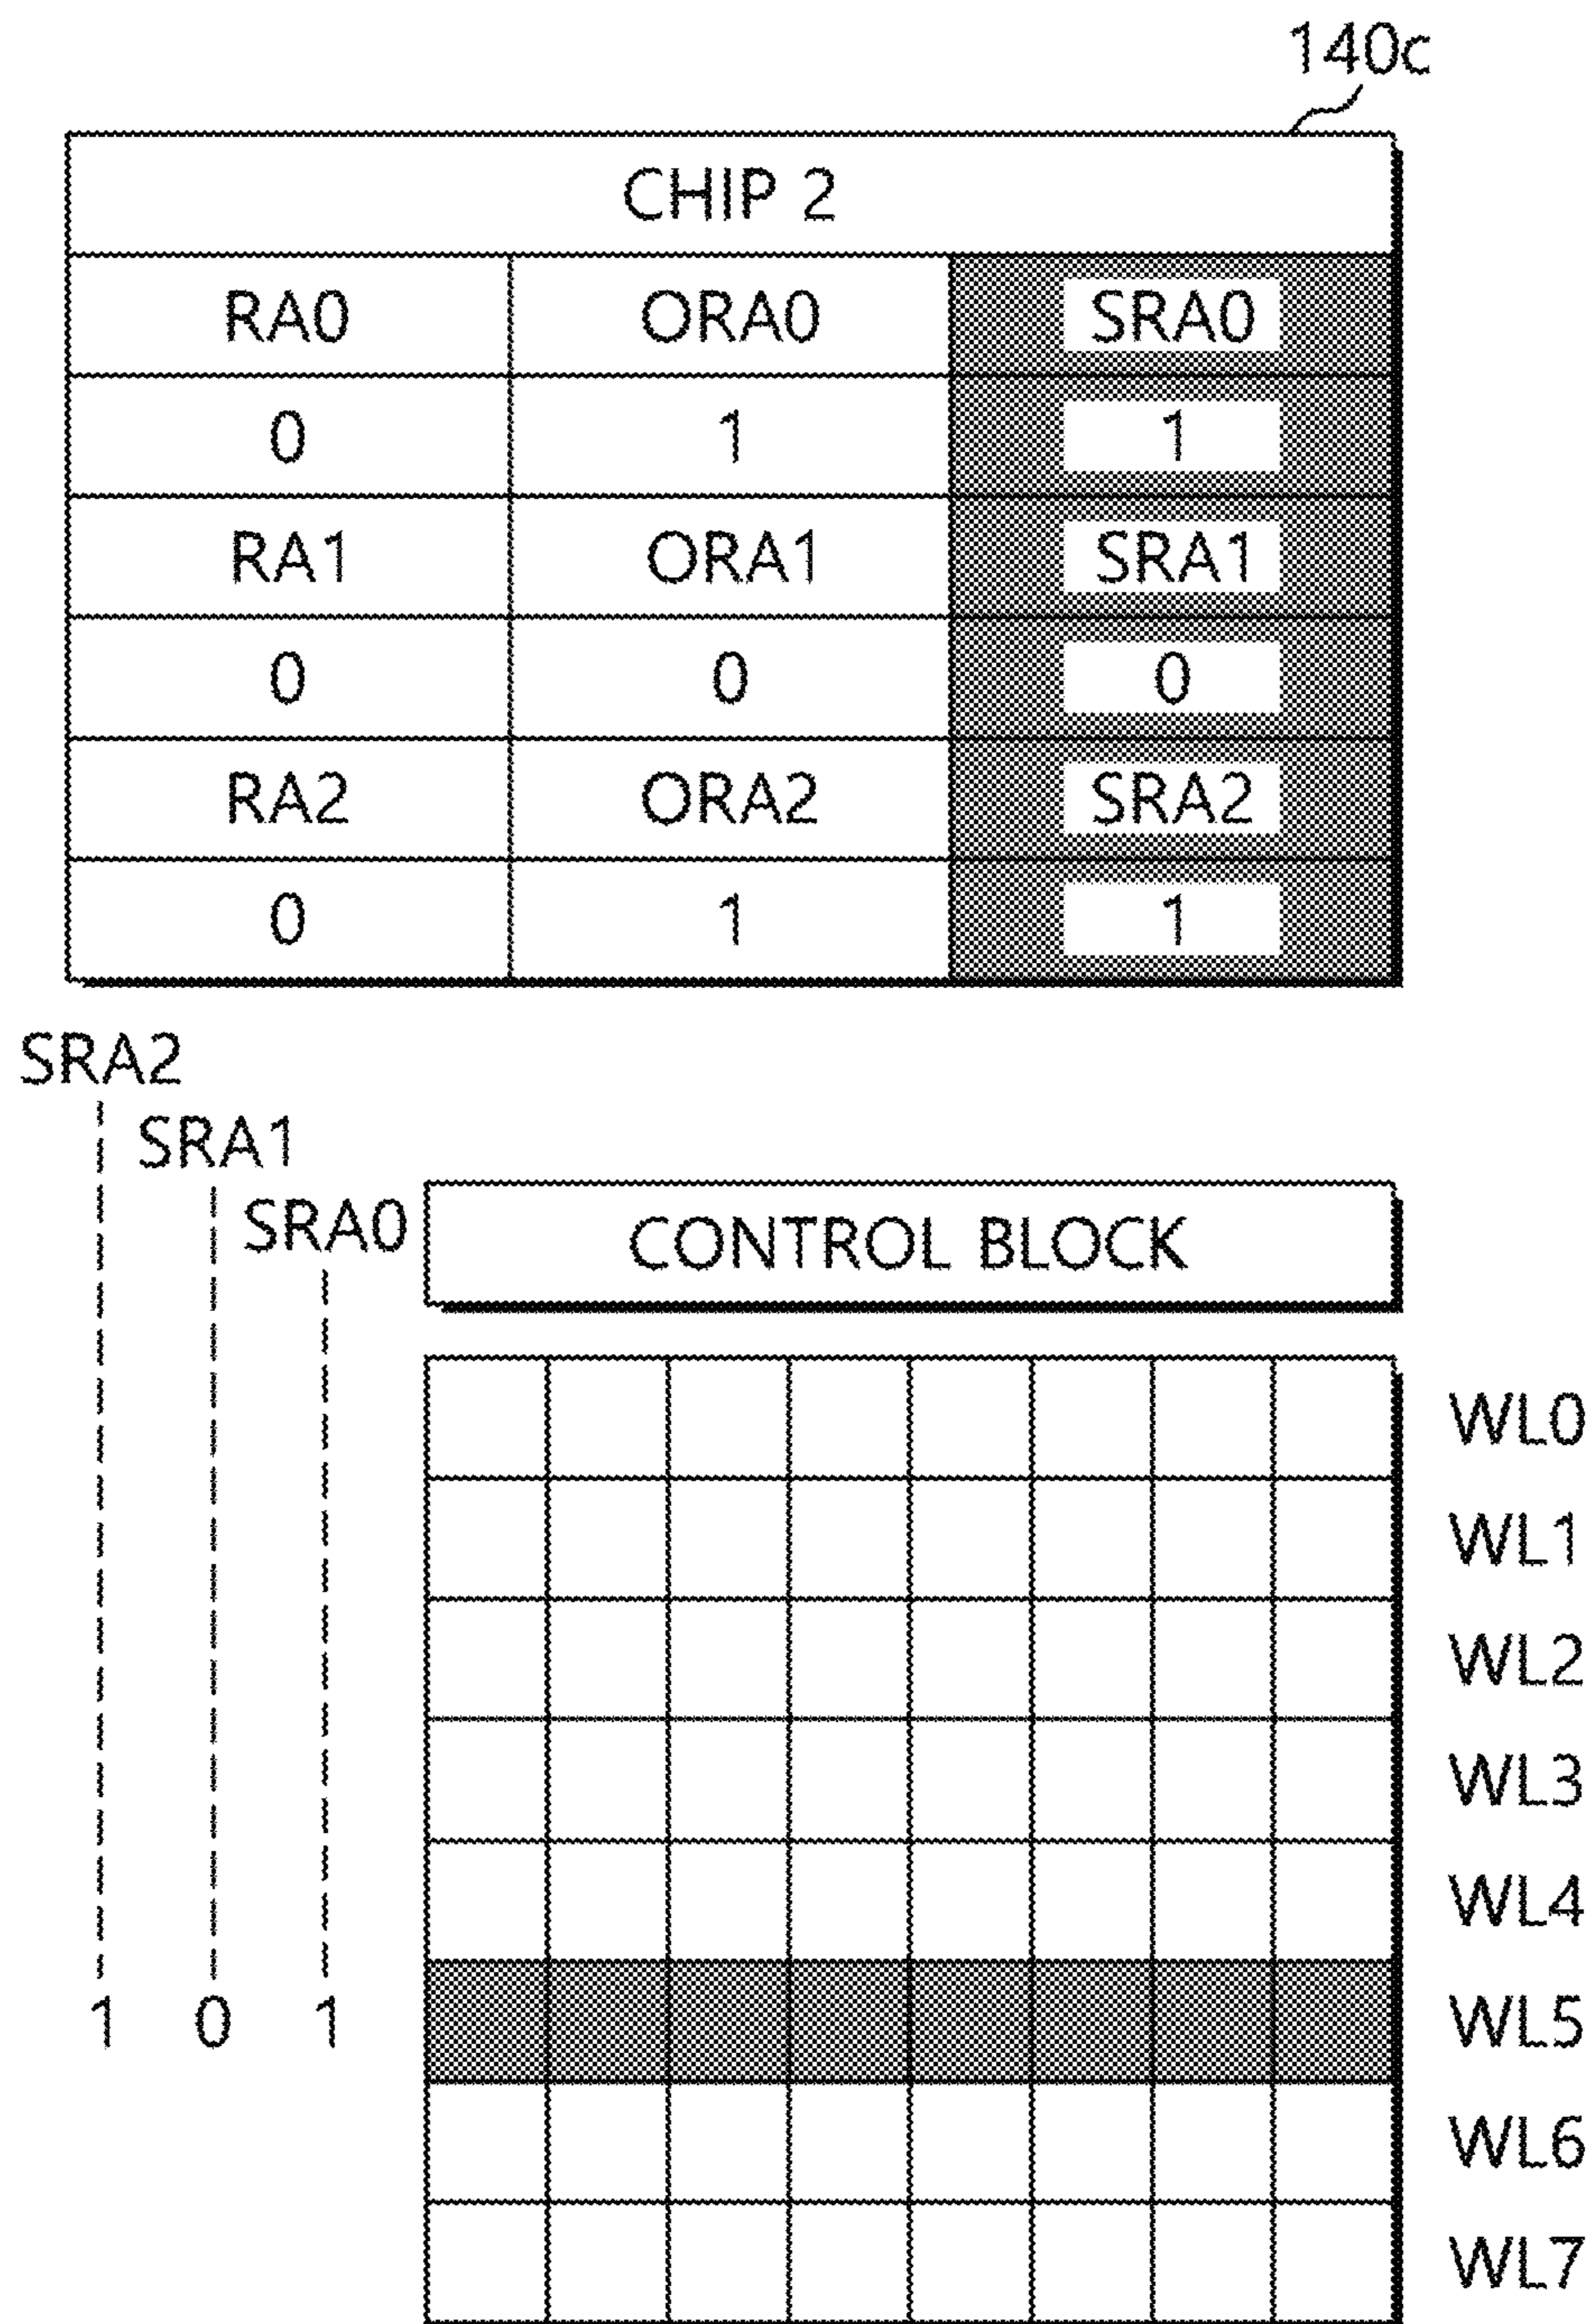 140c
CHIP 2
RA0 ORA0 SRA0
0 1 1
RA1 ORA1 SRA1
0 0 0
RA2 ORA2 SRA2
0 1 1
SRA2
SRA1
SRA0
CONTROL BLOCK
WL0
WL1
WL2
WL3
WL4
1 0 1 WL5
WL6
WL7